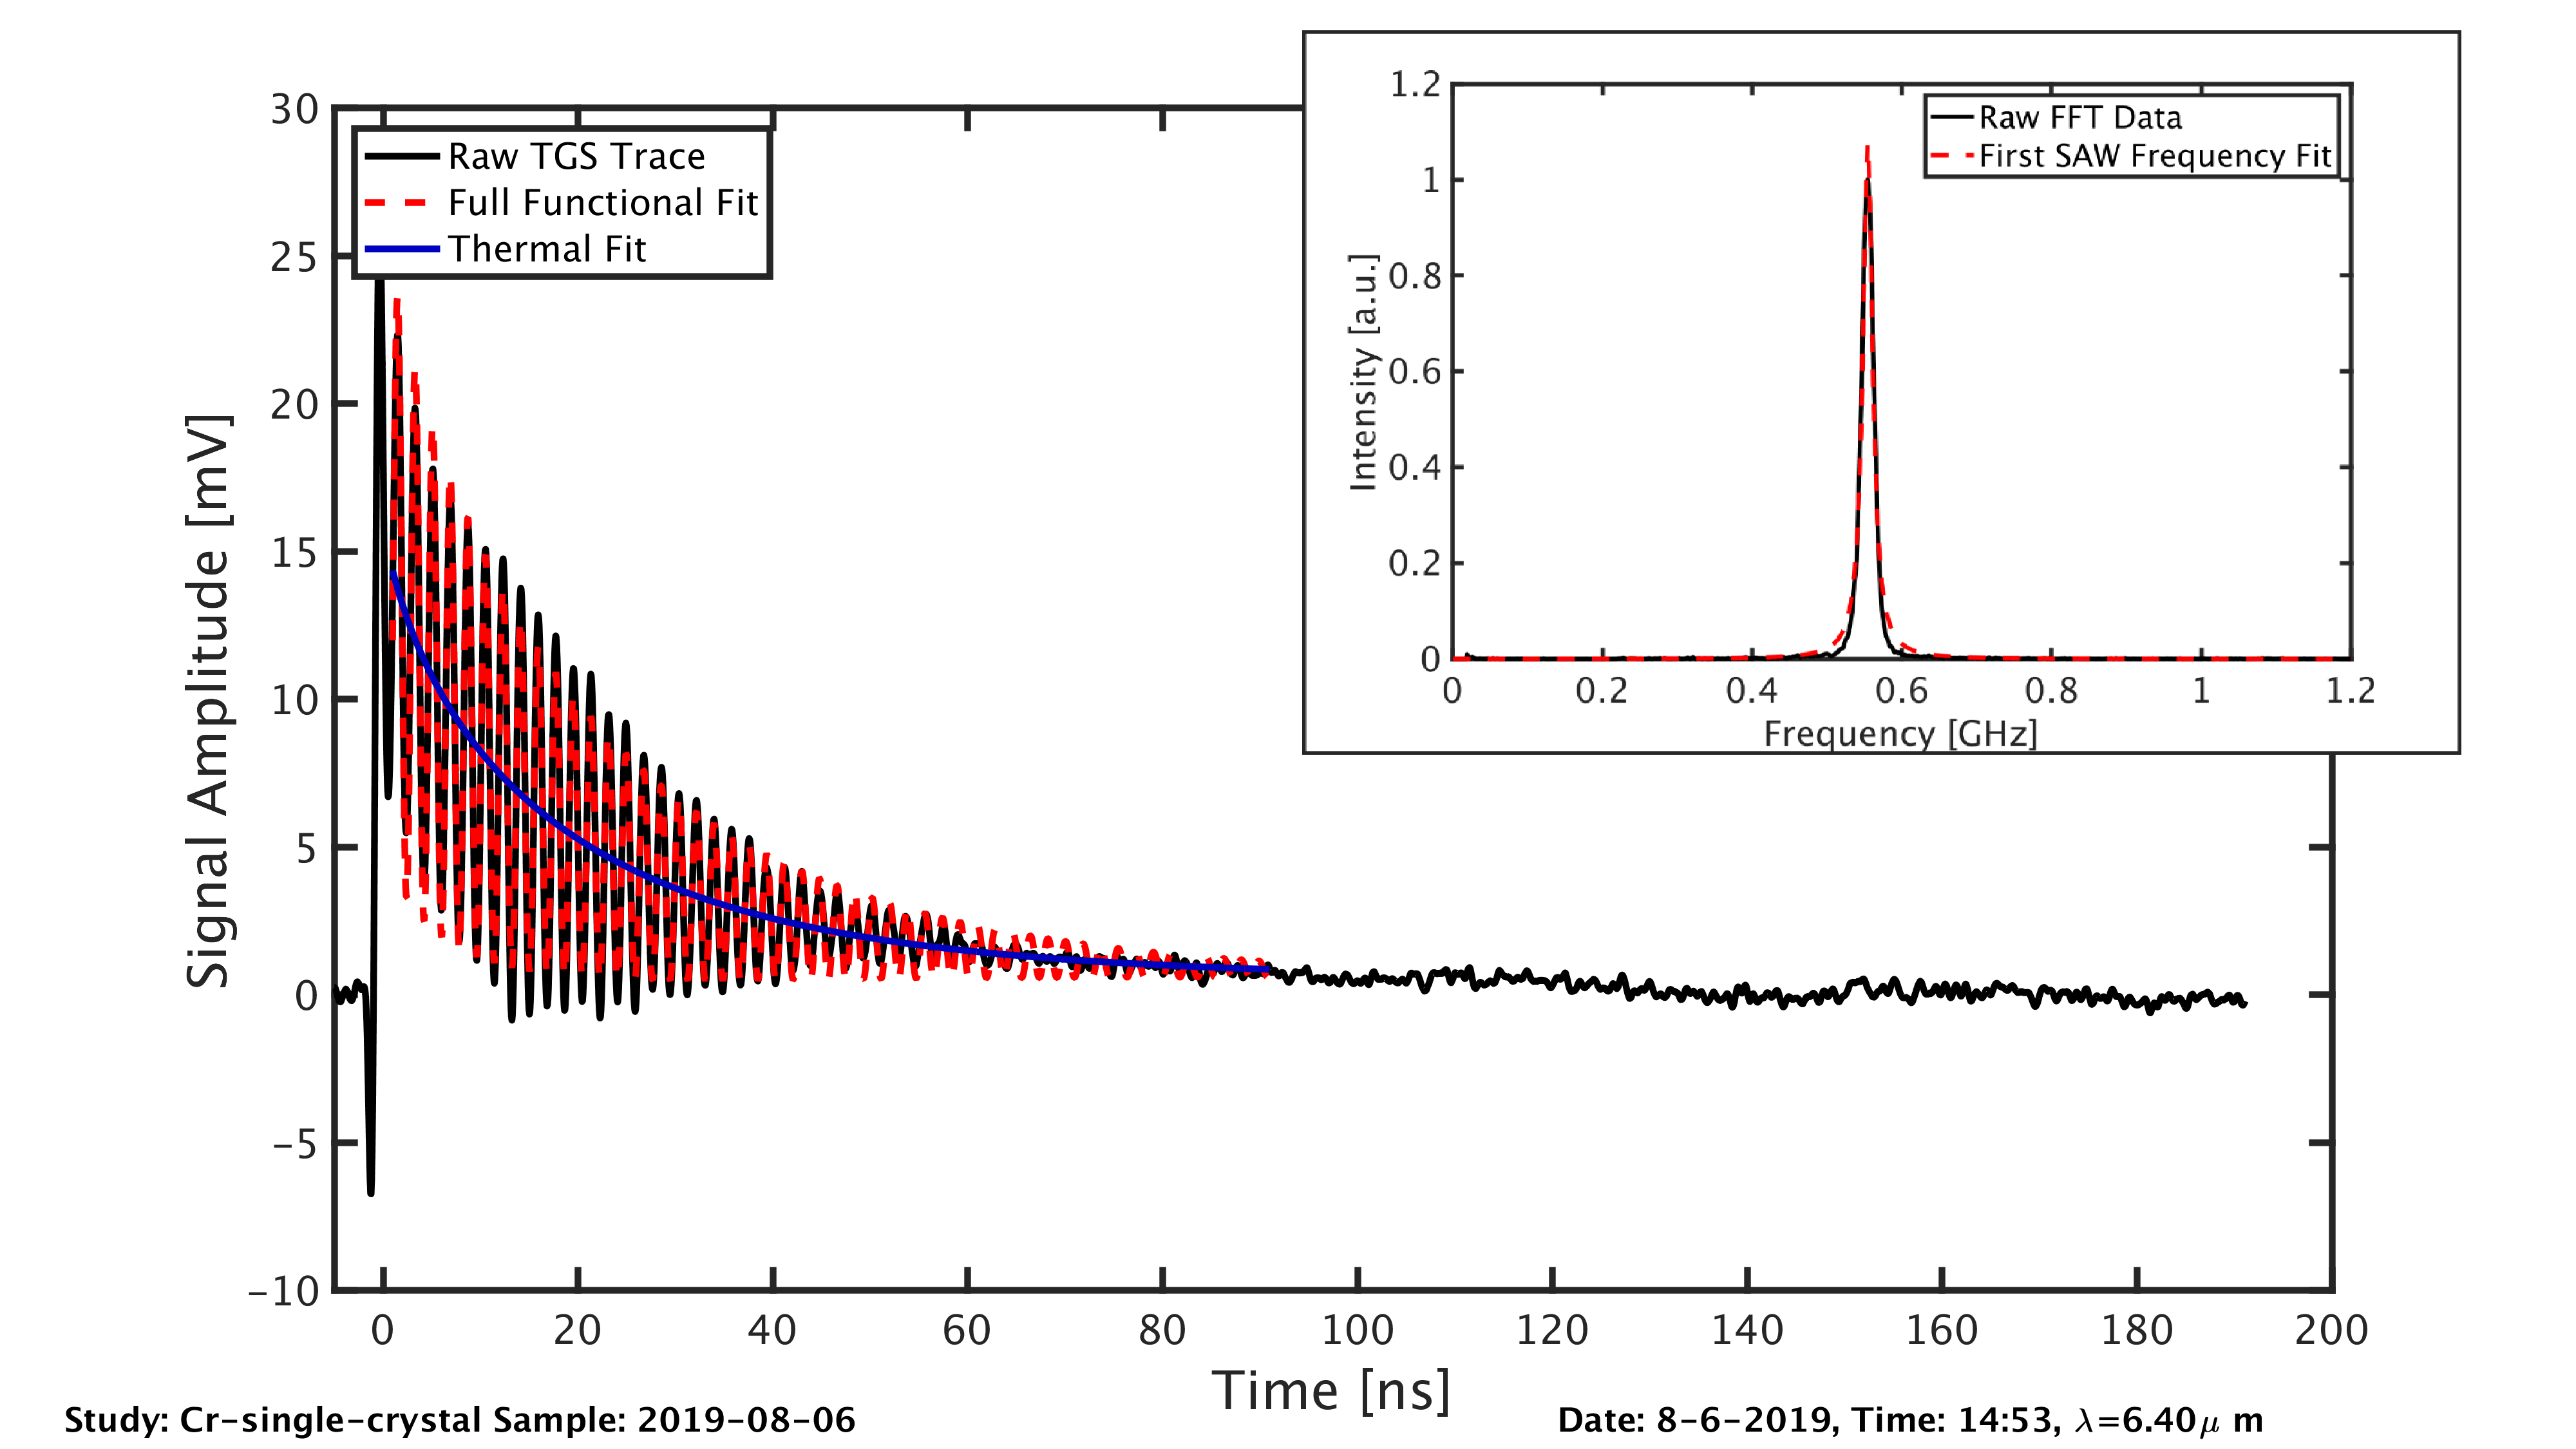 30
25
20
15
10
5
0
−5
−10
Signal Amplitude [mV]
Raw TGS Trace
Full Functional Fit
Thermal Fit
0 20 40 60 80 100 120 140 160 180 200
Time [ns]
1.2
1
0.8
0.6
0.4
0.2
0
Intensity [a.u.]
Raw FFT Data
First SAW Frequency Fit
0 0.2 0.4 0.6 0.8 1 1.2
Frequency [GHz]
Study: Cr-single-crystal Sample: 2019-08-06
Date: 8-6-2019, Time: 14:53, λ=6.40μ m